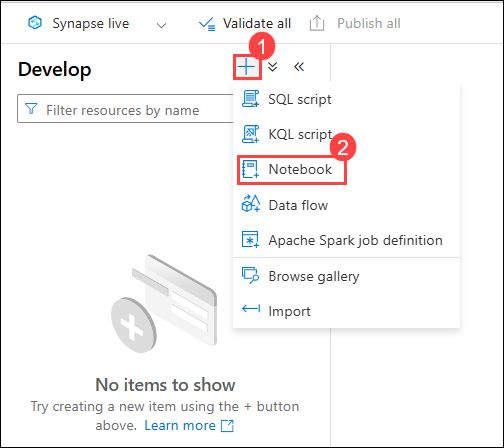 Synapse live Validate all Publish all
1
Develop
Filter resources by name
SQL script
KQL script
2
Notebook
Data flow
Apache Spark job definition
Browse gallery
Import
No items to show
Try creating a new item using the + button
above. Learn more